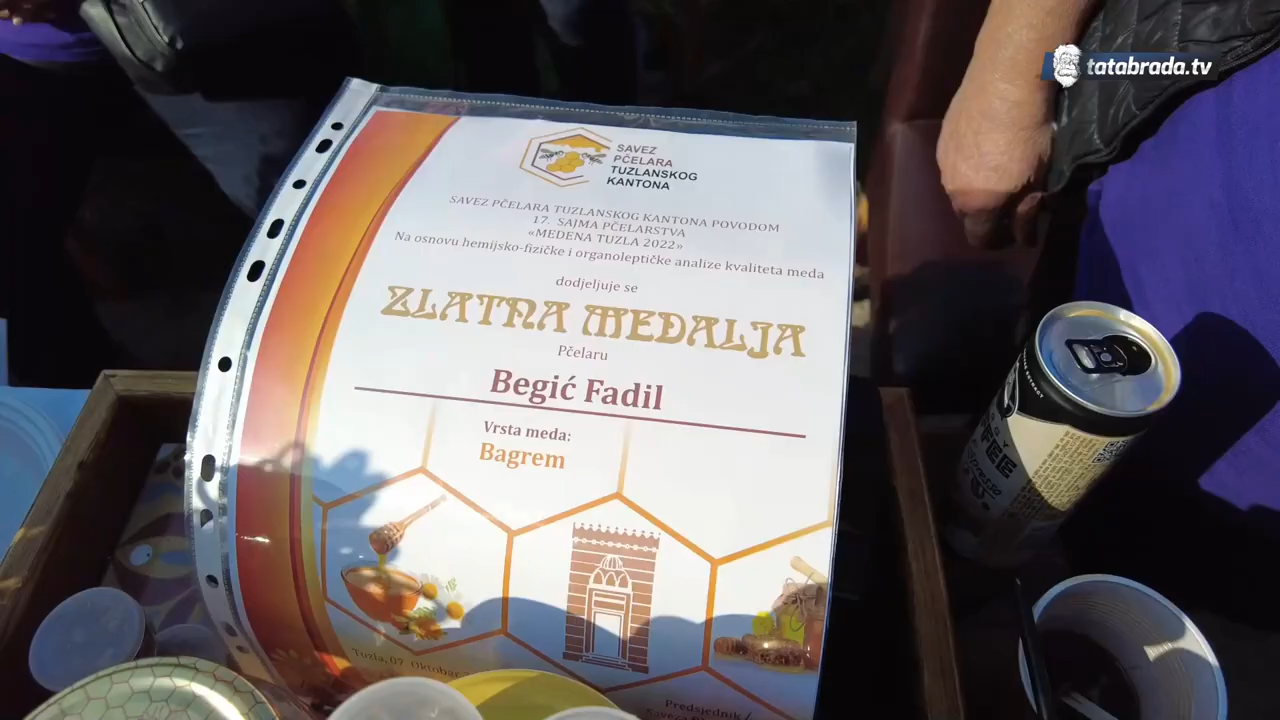 tatabrada.tv
SAVEZ
PČELARA
TUZLANSKOG
KANTONA
SAVEZ PČELARA TUZLANSKOG KANTONA POVODOM
17. SAJMA PČELARSTVA
«MEDENA TUZLA 2022»
Na osnovu hemijsko-fizičke i organoleptičke analize kvaliteta meda
dodjeljuje se
ZLATNA MEDALJA
Pčelaru
Begić Fadil
Vrsta meda:
Bagrem
Tuzla, 07 Oktobar
Predsjednik /
Saveza